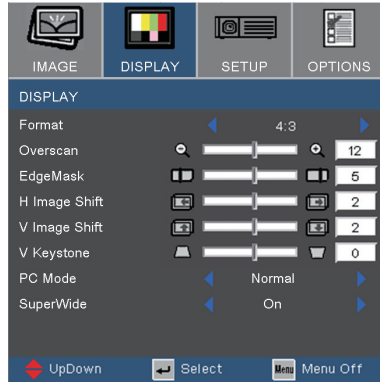 IMAGE DISPLAY SETUP OPTIONS
DISPLAY
Format 4:3
Overscan 12
EdgeMask 5
H Image Shift 2
V Image Shift 2
V Keystone 0
PC Mode Normal
SuperWide On
UpDown Select Menu Menu Off